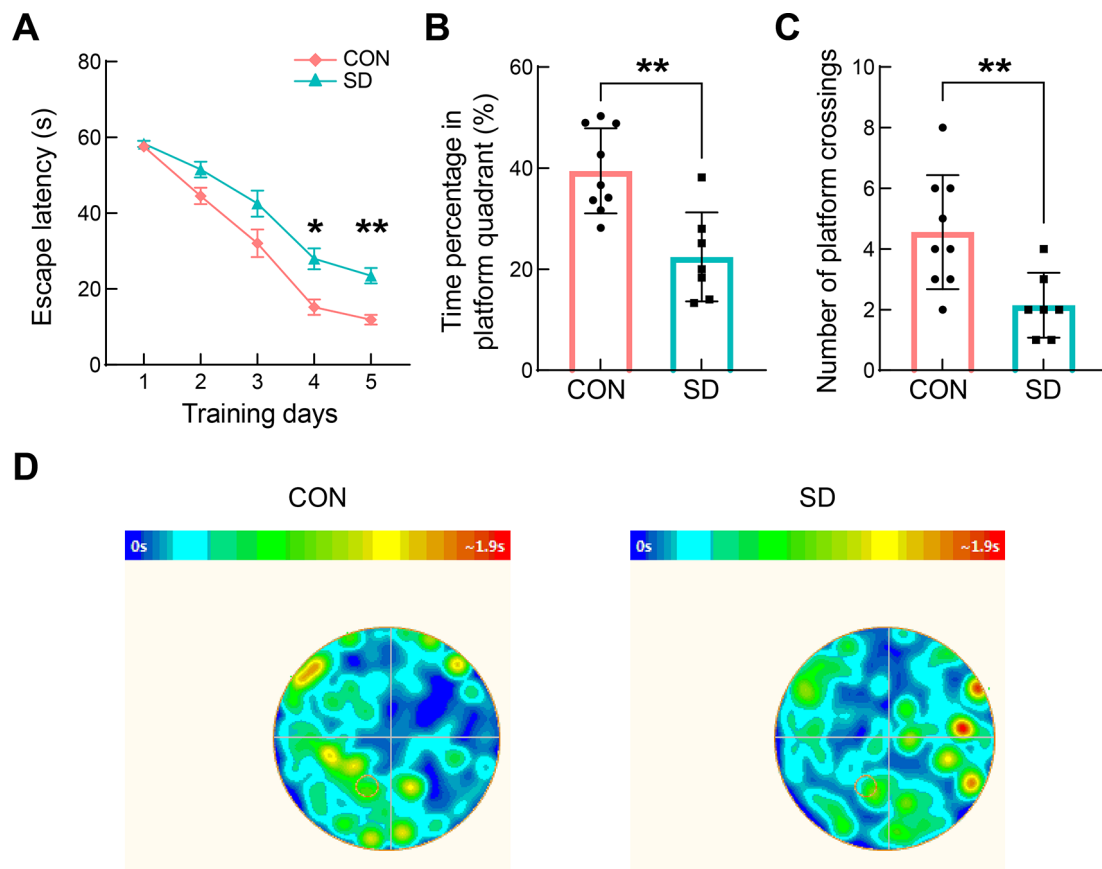 A
80
60
40
20
0
Escape latency (s)
CON
SD
*
**
1 2 3 4 5
Training days
B
60
40
20
0
Time percentage in
platform quadrant (%)
**
CON SD
C
10
8
6
4
2
0
Number of platform crossings
**
CON SD
D
CON
0s ~1.9s
SD
0s ~1.9s